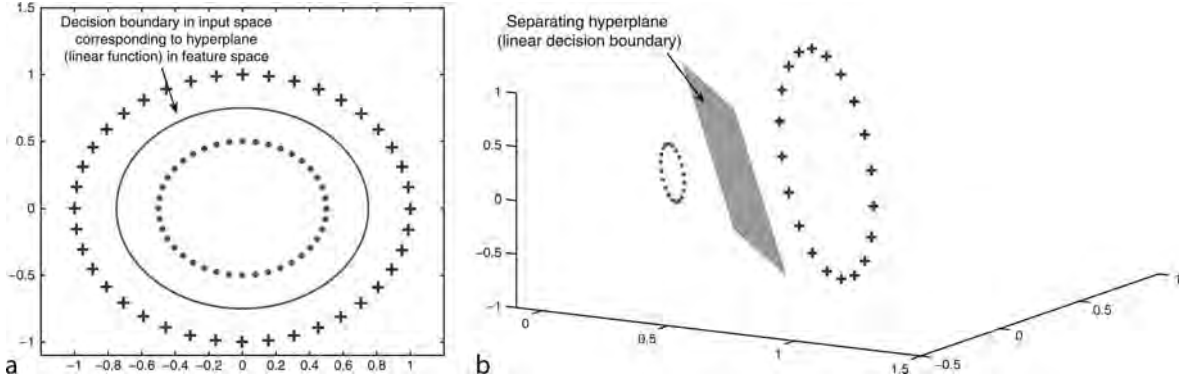 1.5
Decision boundary in input space
corresponding to hyperplane
(linear function) in feature space
1
0.5
0
−0.5
−1
−1 −0.8 −0.6 −0.4 −0.2 0 0.2 0.4 0.6 0.8 1
a
Separating hyperplane
(linear decision boundary)
1
0.5
0
−0.5
−1
0
0.5
1
1.5
−0.5
0
0.5
b